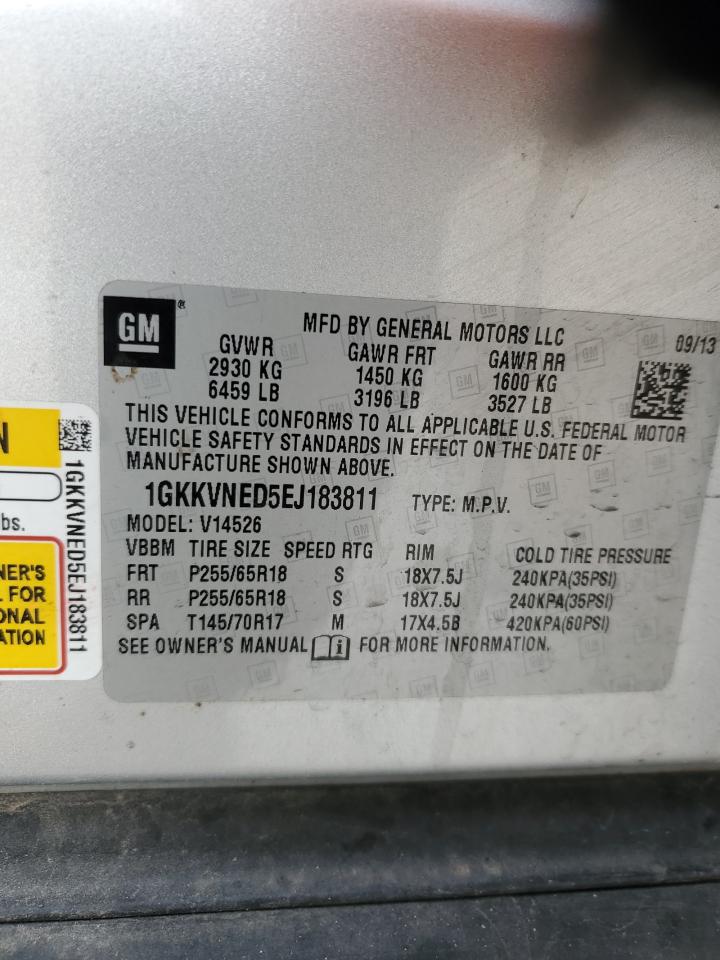 GM®
MFD BY GENERAL MOTORS LLC 09/13
GVWR GAWR FRT GAWR RR
2930 KG 1450 KG 1600 KG
6459 LB 3196 LB 3527 LB
THIS VEHICLE CONFORMS TO ALL APPLICABLE U.S. FEDERAL MOTOR
VEHICLE SAFETY STANDARDS IN EFFECT ON THE DATE OF
MANUFACTURE SHOWN ABOVE.
1GKKVNED5EJ183811 TYPE: M.P.V.
MODEL: V14526
VBBM TIRE SIZE SPEED RTG RIM COLD TIRE PRESSURE
FRT P255/65R18 S 18X7.5J 240KPA(35PSI)
RR P255/65R18 S 18X7.5J 240KPA(35PSI)
SPA T145/70R17 M 17X4.5B 420KPA(60PSI)
SEE OWNER'S MANUAL i FOR MORE INFORMATION.
N
bs.
NER'S
L FOR
ONAL
ATION
1GKKVNED5EJ183811